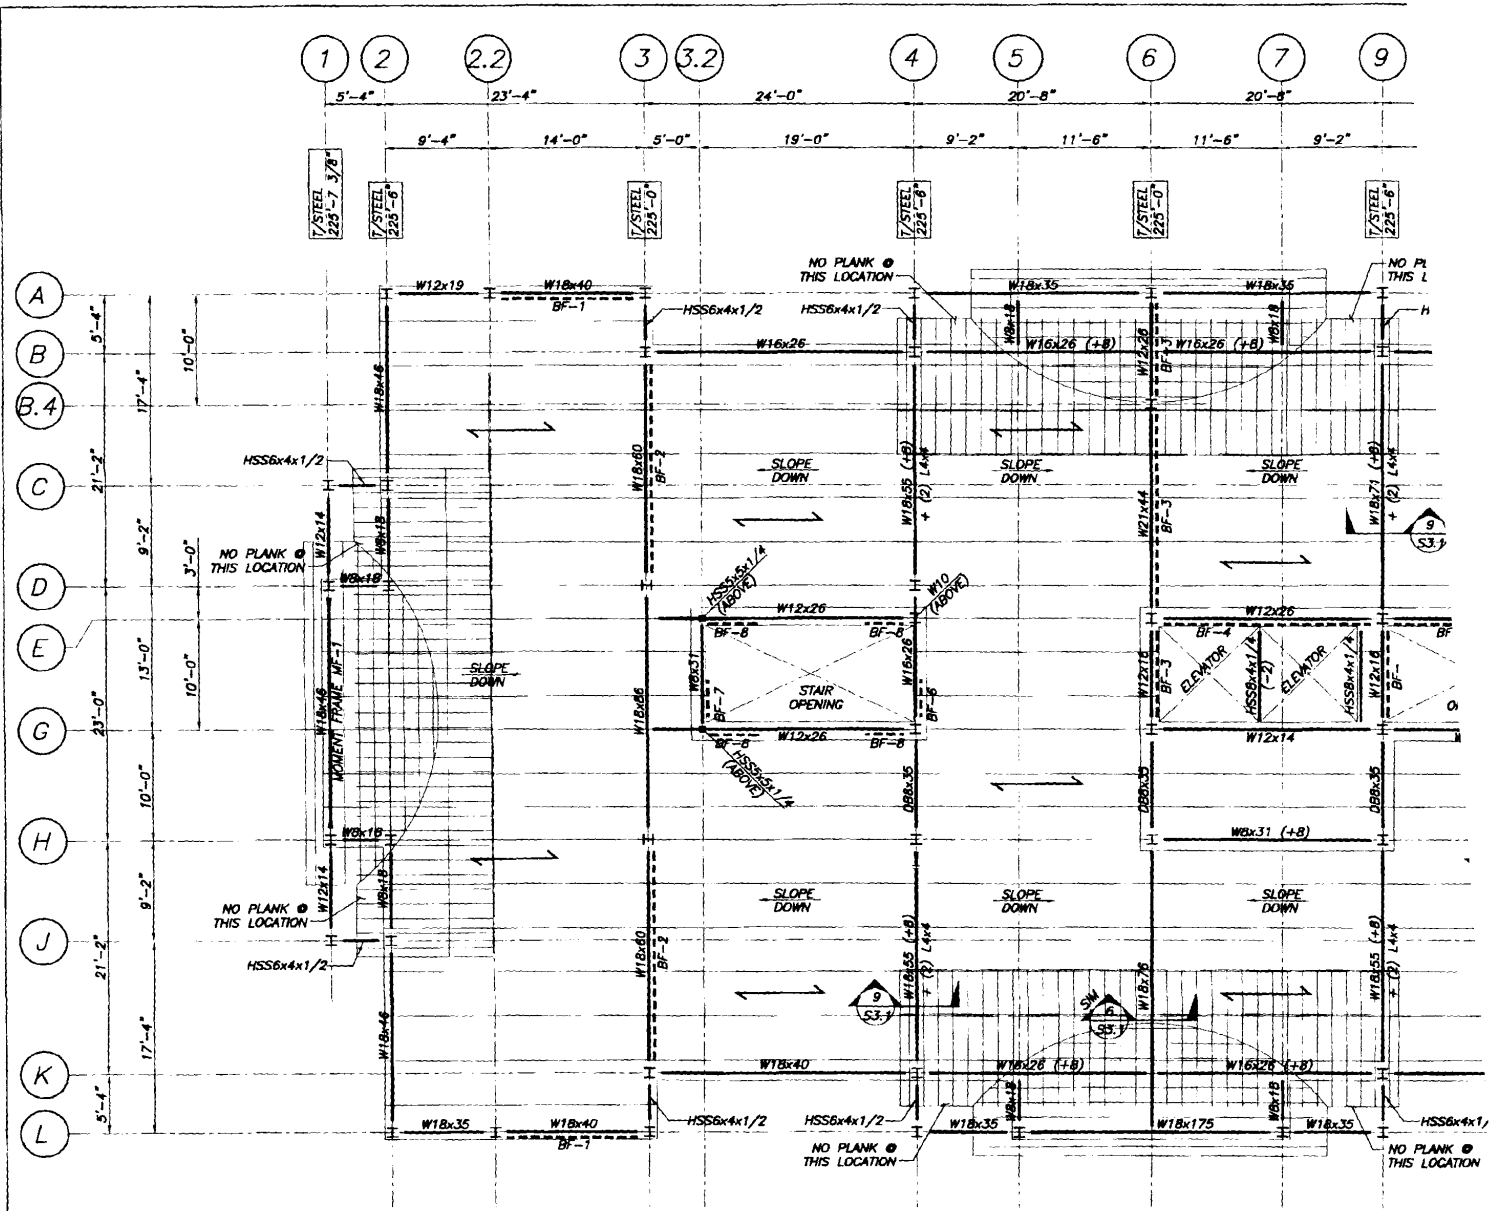 1 2 2.2 3 3.2 4 5 6 7 9
5'-4" 23'-4" 24'-0" 20'-8" 20'-8"
9'-4" 14'-0" 5'-0" 19'-0" 9'-2" 11'-6" 11'-6" 9'-2"
T/STEEL
225'-7 3/8"
T/STEEL
225'-6"
T/STEEL
225'-0"
T/STEEL
225'-6"
T/STEEL
225'-0"
T/STEEL
225'-6"
A
B
B.4
C
D
E
G
H
J
K
L
5'-4"
21'-2"
23'-0"
21'-2"
5'-4"
17'-4"
9'-2"
13'-0"
10'-0"
9'-2"
17'-4"
10'-0"
3'-0"
10'-0"
NO PLANK @
THIS LOCATION
NO PL
THIS L
W12x19 W18x40 W18x35 W18x35
BF-1
HSS6x4x1/2 HSS6x4x1/2 H
W8x18 W8x18
W16x26 W16x26 (+8) W16x26 (+8)
W12x26
BF-3
W18x46
W18x60
BF-2
W18x55 (+8)
+ (2) L4x4
W21x44
BF-3
W18x71 (+8)
+ (2) L4x4
HSS6x4x1/2
SLOPE
DOWN
SLOPE
DOWN
SLOPE
DOWN
W12x14
W8x18
NO PLANK @
THIS LOCATION
W8x18
9
S3.1
HSS5x5x1/4
(ABOVE)
W10
(ABOVE)
W12x26 W12x26
BF-8 BF-8 BF-4 BF
MOMENT FRAME MF-1
W18x46
SLOPE
DOWN
W18x86
W8x31
BF-7
STAIR
OPENING
W16x26
BF-6
W12x16
BF-3
ELEVATOR
HSS8x4x1/4
(-2)
ELEVATOR
HSS8x4x1/4
W12x16
BF-
BF-8 W12x26 BF-8 W12x14
HSS5x5x1/4
(ABOVE)
DB8x35
DB8x35
DB8x35
W8x18 W8x31 (+8)
W12x14
W8x18
NO PLANK @
THIS LOCATION
SLOPE
DOWN
SLOPE
DOWN
SLOPE
DOWN
HSS6x4x1/2
W18x60
BF-2
W18x55 (+8)
+ (2) L4x4
W18x76
W18x55 (+8)
+ (2) L4x4
9
S3.1
SIM
6
S3.1
W18x46
W18x40 W16x26 (+8) W16x26 (+8)
W8x18 W8x18
HSS6x4x1/2 HSS6x4x1/2 HSS6x4x1/
W18x35 W18x40 W18x35 W18x175 W18x35
BF-1
NO PLANK @
THIS LOCATION
NO PLANK @
THIS LOCATION